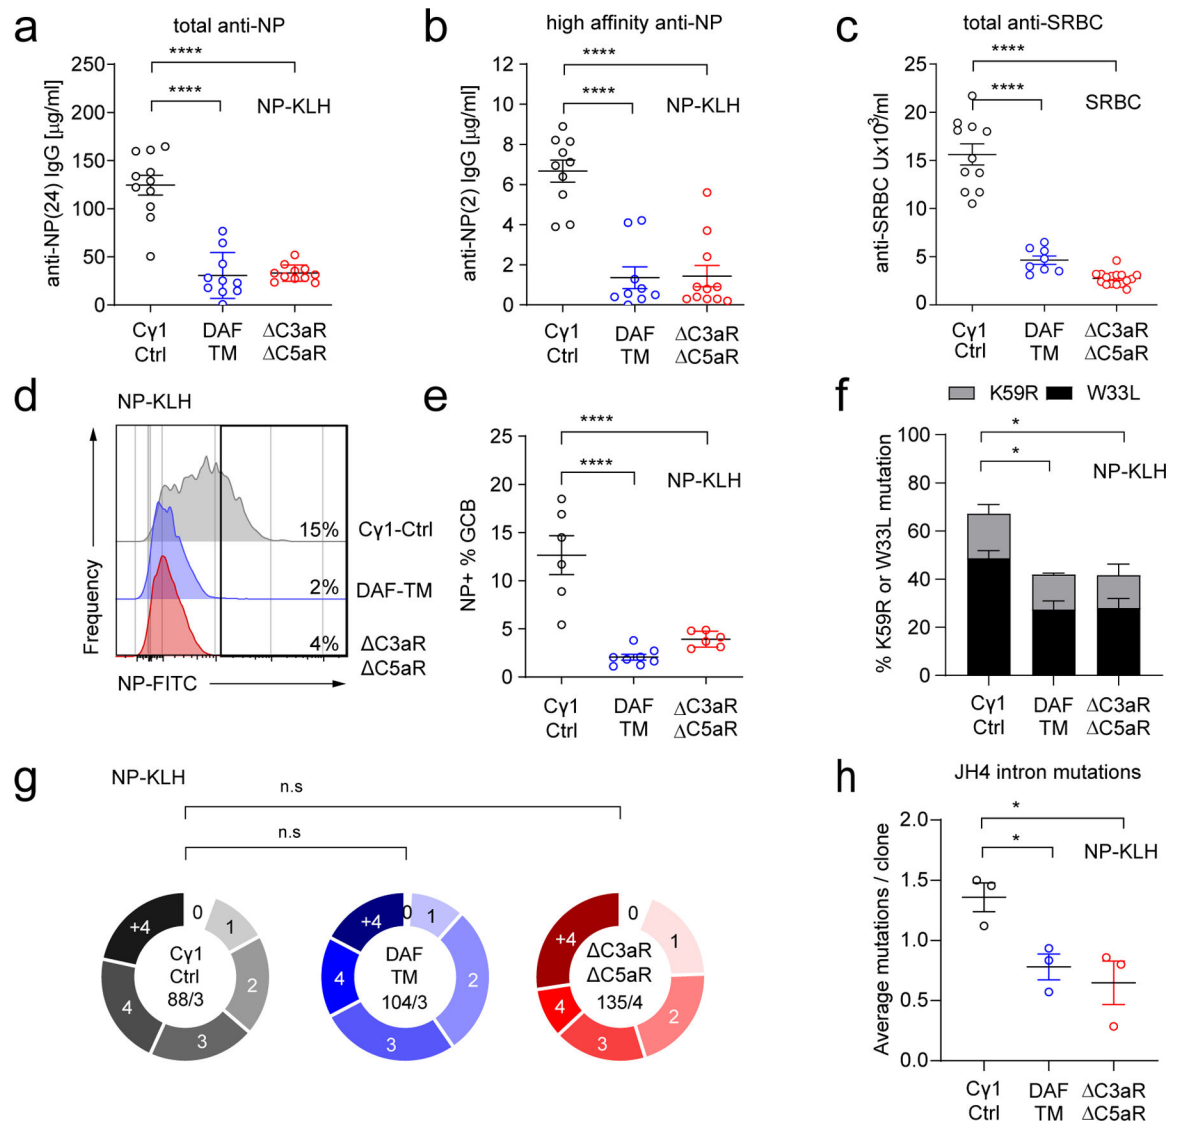 a
total anti-NP
anti-NP(24) IgG [µg/ml]
250
200
150
100
50
0
****
****
NP-KLH
Cγ1
Ctrl
DAF
TM
ΔC3aR
ΔC5aR
b
high affinity anti-NP
anti-NP(2) IgG [µg/ml]
12
10
8
6
4
2
0
****
****
NP-KLH
Cγ1
Ctrl
DAF
TM
ΔC3aR
ΔC5aR
c
total anti-SRBC
anti-SRBC Ux10³/ml
25
20
15
10
5
0
****
****
SRBC
Cγ1
Ctrl
DAF
TM
ΔC3aR
ΔC5aR
d
NP-KLH
Frequency
15%
Cγ1-Ctrl
2%
DAF-TM
4%
ΔC3aR
ΔC5aR
NP-FITC
e
NP+ % GCB
25
20
15
10
5
0
****
****
NP-KLH
Cγ1
Ctrl
DAF
TM
ΔC3aR
ΔC5aR
f
K59R W33L
% K59R or W33L mutation
100
80
60
40
20
0
*
*
NP-KLH
Cγ1
Ctrl
DAF
TM
ΔC3aR
ΔC5aR
g
NP-KLH
n.s
n.s
0
1
2
3
4
+4
Cγ1
Ctrl
88/3
0
1
2
3
4
+4
DAF
TM
104/3
0
1
2
3
4
+4
ΔC3aR
ΔC5aR
135/4
h
JH4 intron mutations
Average mutations / clone
2.0
1.5
1.0
0.5
0.0
*
*
NP-KLH
Cγ1
Ctrl
DAF
TM
ΔC3aR
ΔC5aR